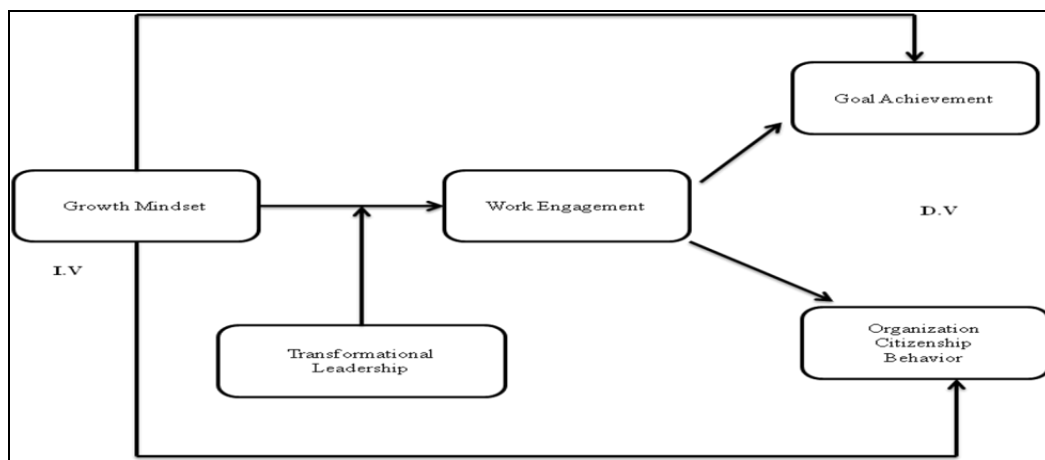 Goal Achievement
Growth Mindset
Work Engagement
D.V
I.V
Transformational
Leadership
Organization
Citizenship
Behavior